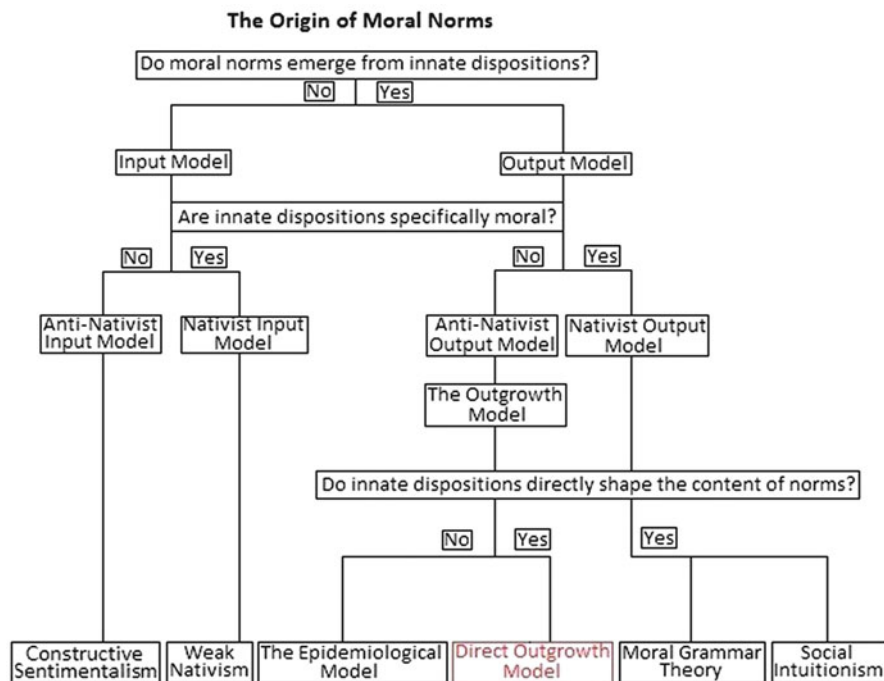 The Origin of Moral Norms
Do moral norms emerge from innate dispositions?
No Yes
Input Model
Output Model
Are innate dispositions specifically moral?
No Yes
No Yes
Anti-Nativist
Input Model
Nativist Input
Model
Anti-Nativist
Output Model
Nativist Output
Model
The Outgrowth
Model
Do innate dispositions directly shape the content of norms?
No Yes
Yes
Constructive
Sentimentalism
Weak
Nativism
The Epidemiological
Model
Direct Outgrowth
Model
Moral Grammar
Theory
Social
Intuitionism